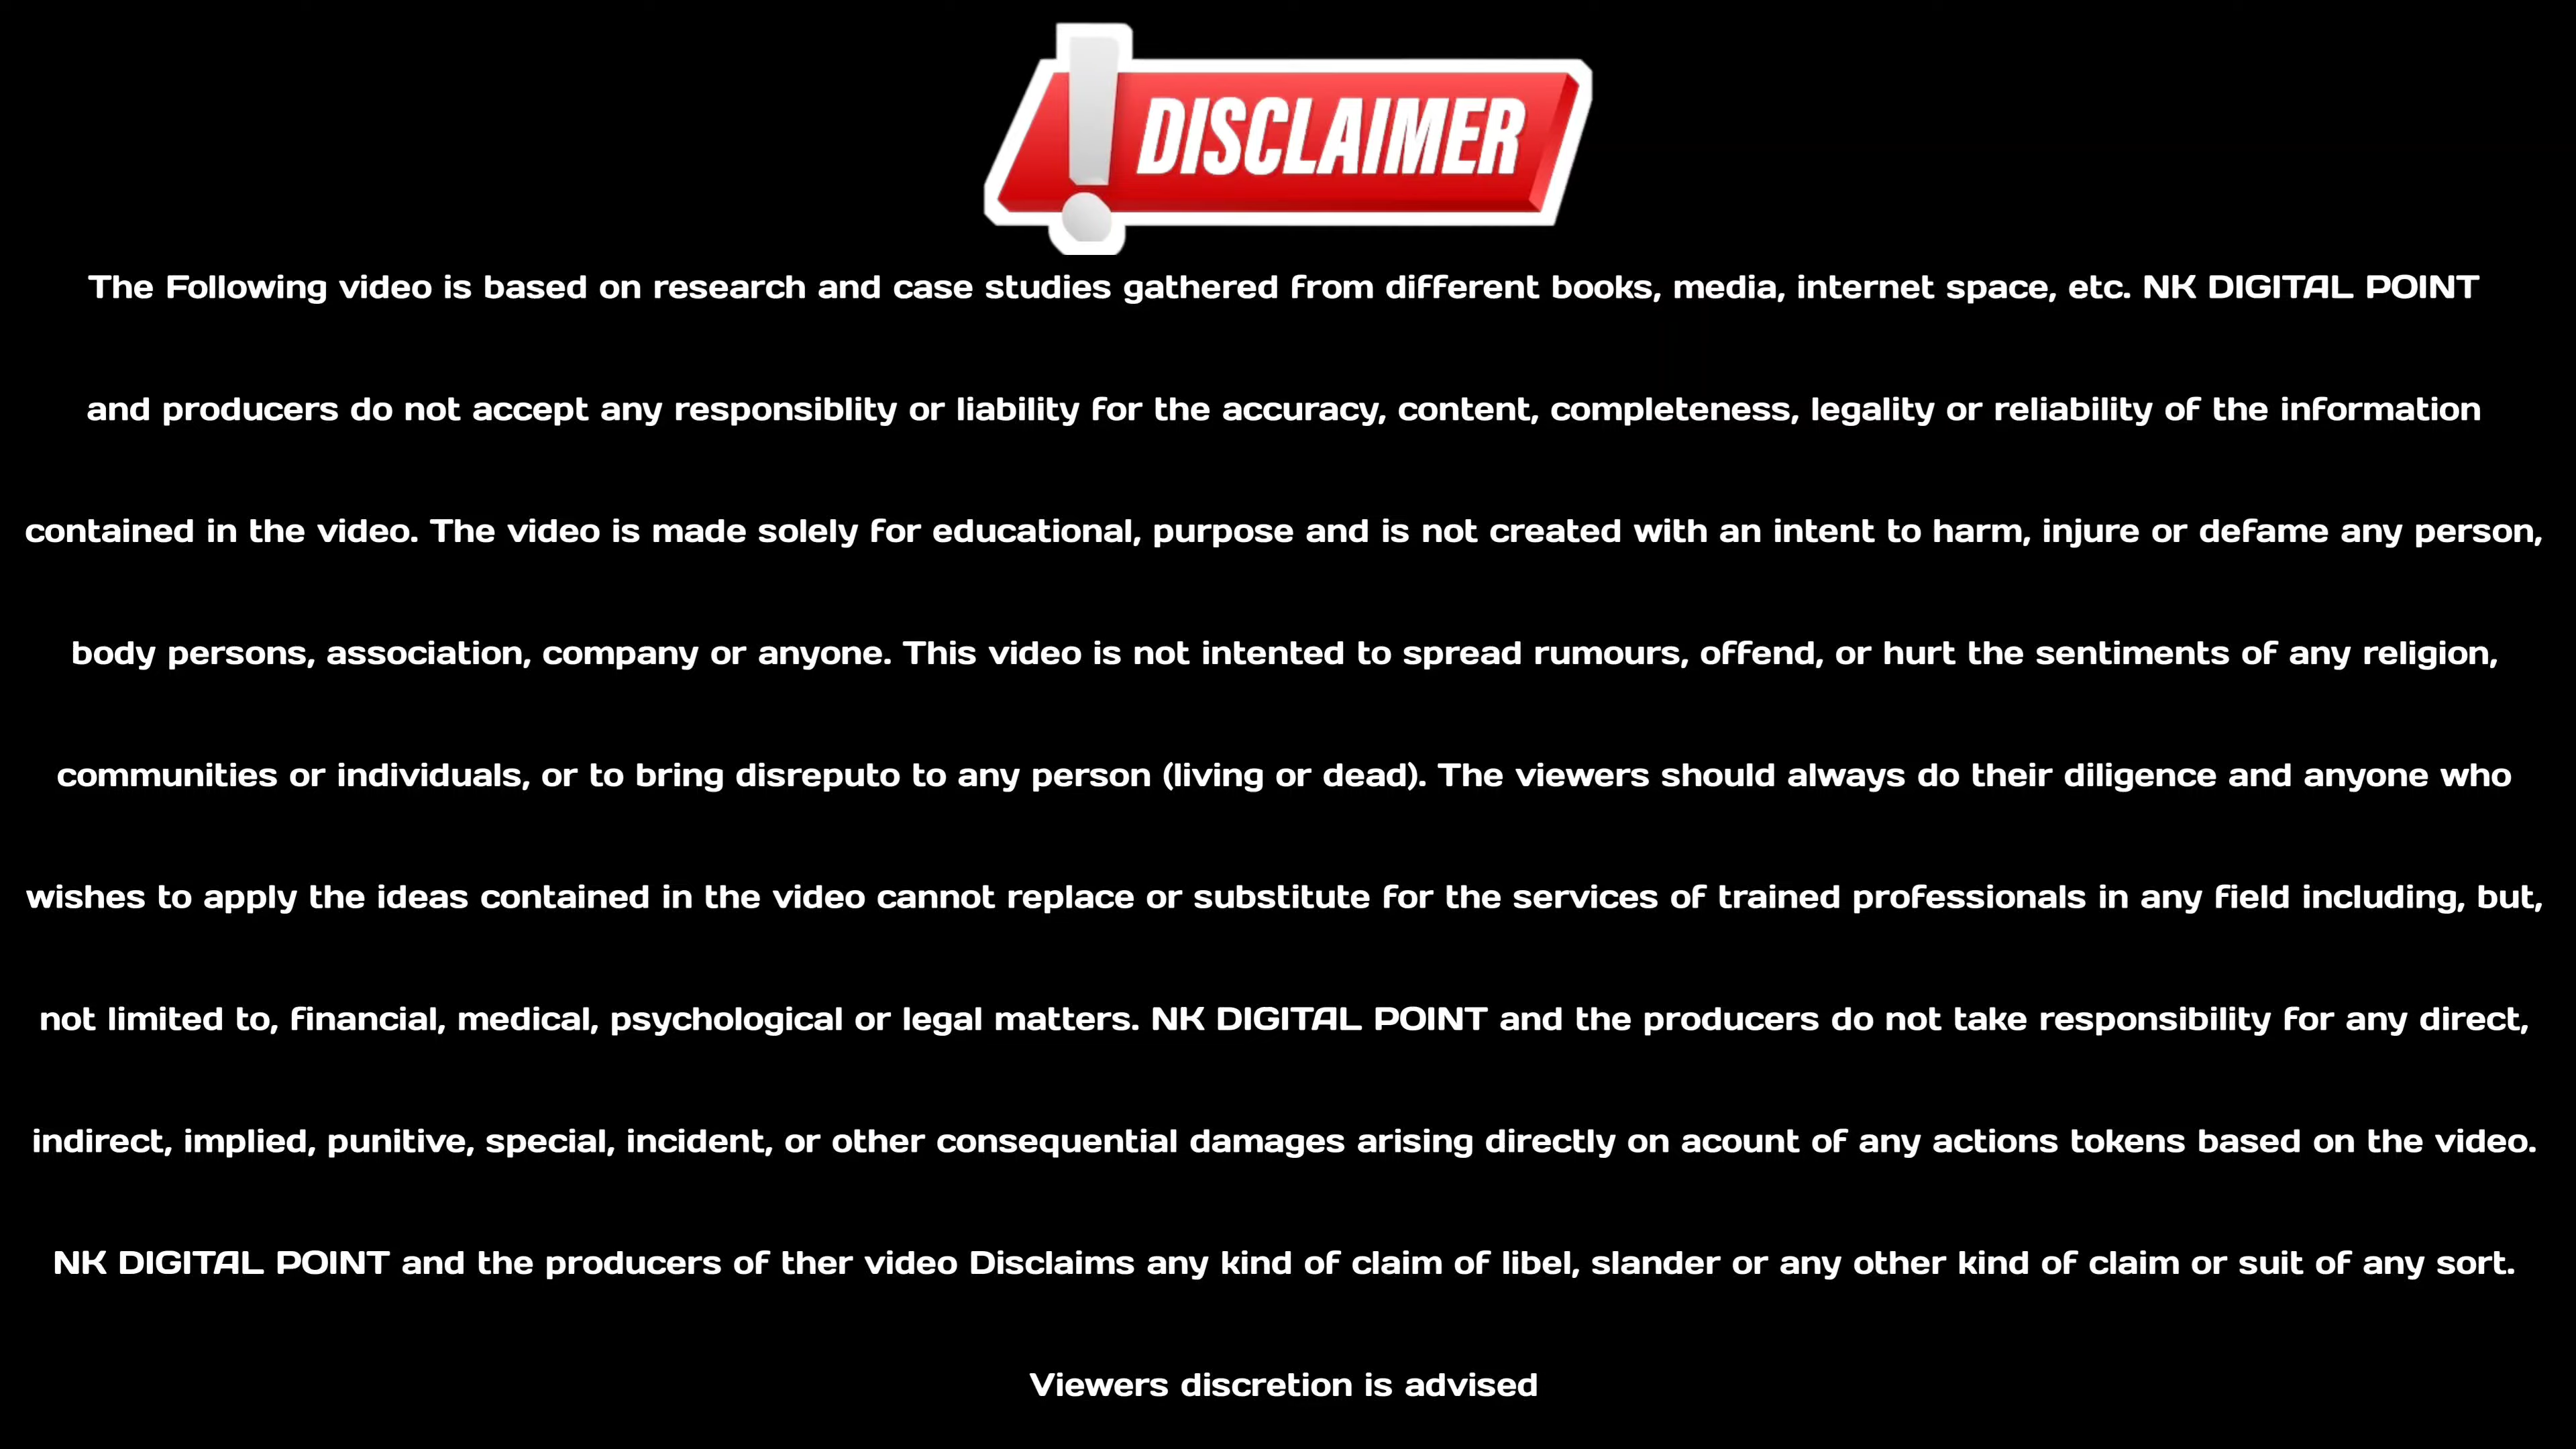 DISCLAIMER
The Following video is based on research and case studies gathered from different books, media, internet space, etc. NK DIGITAL POINT
and producers do not accept any responsiblity or liability for the accuracy, content, completeness, legality or reliability of the information
contained in the video. The video is made solely for educational, purpose and is not created with an intent to harm, injure or defame any person,
body persons, association, company or anyone. This video is not intented to spread rumours, offend, or hurt the sentiments of any religion,
communities or individuals, or to bring disreputo to any person (living or dead). The viewers should always do their diligence and anyone who
wishes to apply the ideas contained in the video cannot replace or substitute for the services of trained professionals in any field including, but,
not limited to, financial, medical, psychological or legal matters. NK DIGITAL POINT and the producers do not take responsibility for any direct,
indirect, implied, punitive, special, incident, or other consequential damages arising directly on acount of any actions tokens based on the video.
NK DIGITAL POINT and the producers of ther video Disclaims any kind of claim of libel, slander or any other kind of claim or suit of any sort.
Viewers discretion is advised